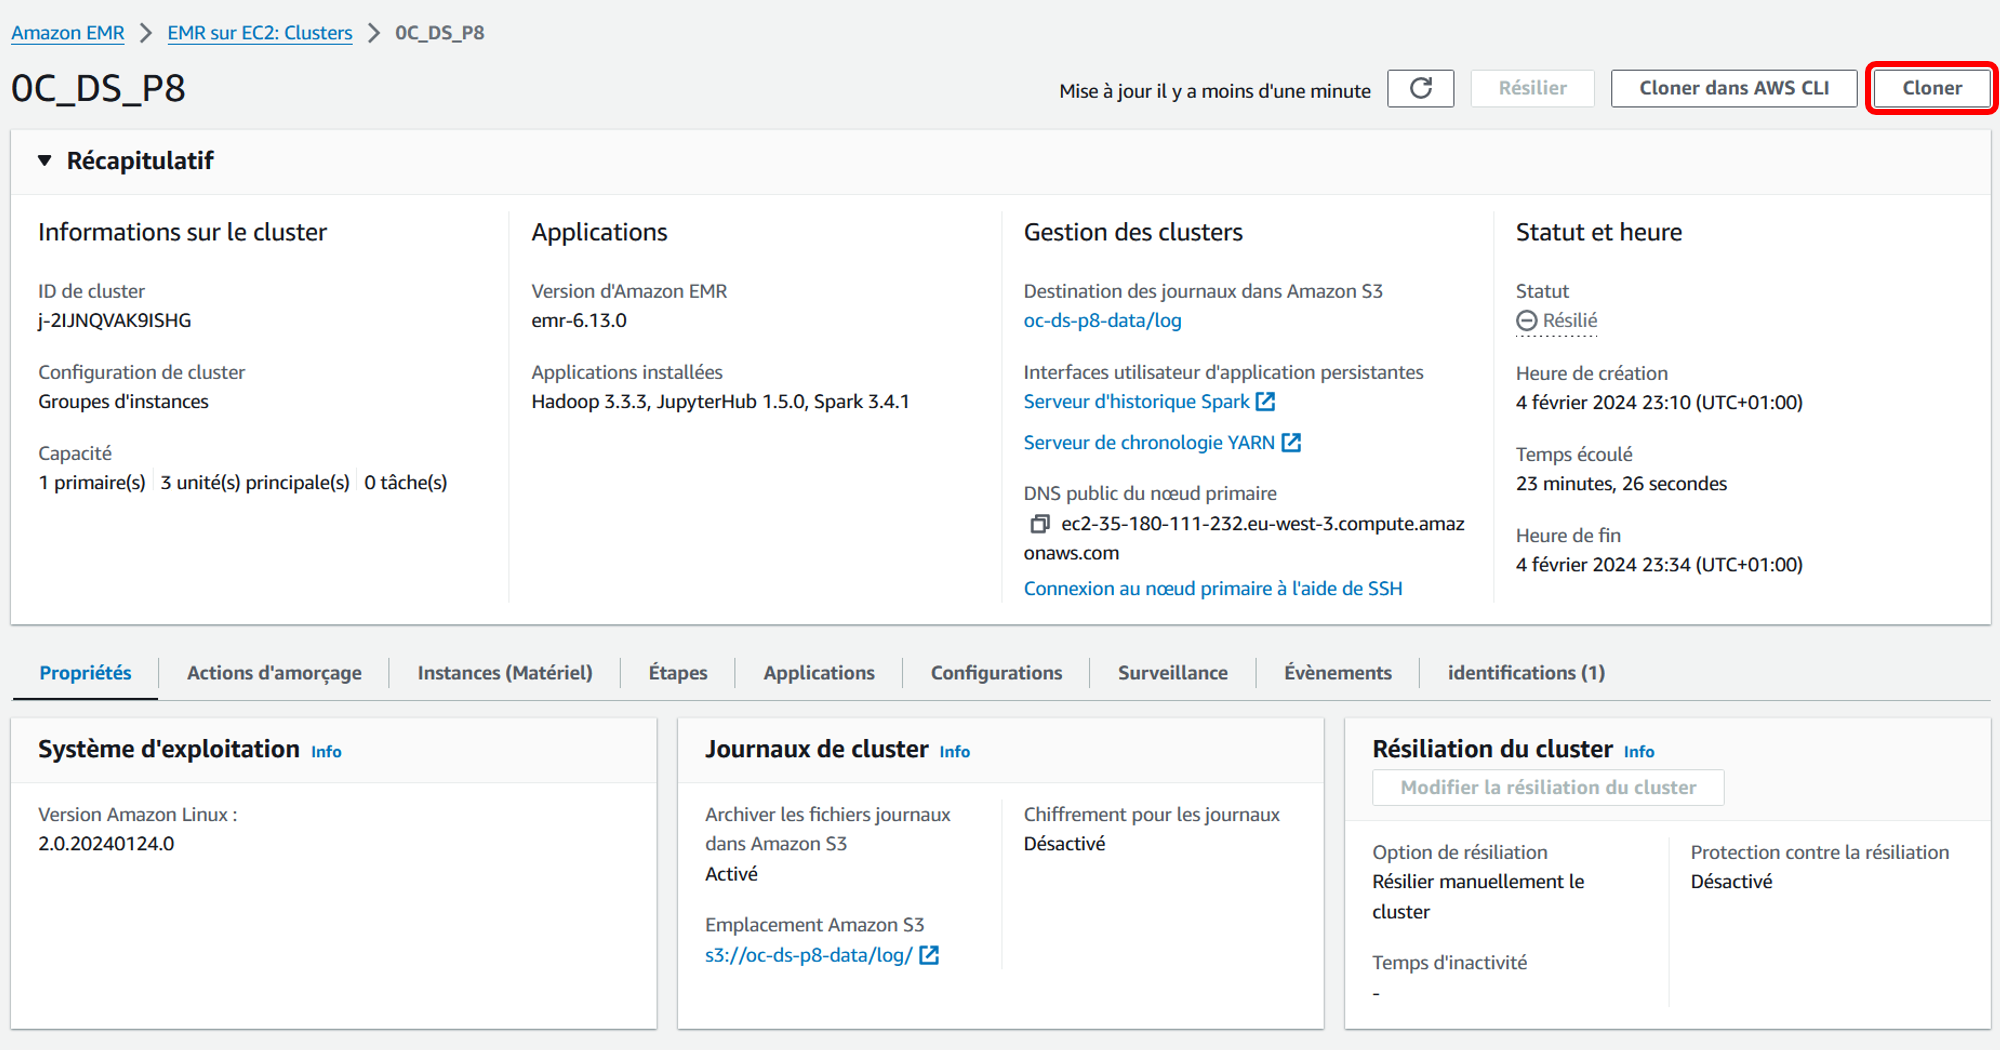 Amazon EMR > EMR sur EC2: Clusters > 0C_DS_P8
0C_DS_P8
Mise à jour il y a moins d'une minute
Résilier
Cloner dans AWS CLI
Cloner
Récapitulatif
Informations sur le cluster
ID de cluster
j-2IJNQVAK9ISHG
Configuration de cluster
Groupes d'instances
Capacité
1 primaire(s) 3 unité(s) principale(s) 0 tâche(s)
Applications
Version d'Amazon EMR
emr-6.13.0
Applications installées
Hadoop 3.3.3, JupyterHub 1.5.0, Spark 3.4.1
Gestion des clusters
Destination des journaux dans Amazon S3
oc-ds-p8-data/log
Interfaces utilisateur d'application persistantes
Serveur d'historique Spark
Serveur de chronologie YARN
DNS public du nœud primaire
ec2-35-180-111-232.eu-west-3.compute.amaz
onaws.com
Connexion au nœud primaire à l'aide de SSH
Statut et heure
Statut
Résilié
Heure de création
4 février 2024 23:10 (UTC+01:00)
Temps écoulé
23 minutes, 26 secondes
Heure de fin
4 février 2024 23:34 (UTC+01:00)
Propriétés
Actions d'amorçage
Instances (Matériel)
Étapes
Applications
Configurations
Surveillance
Évènements
identifications (1)
Système d'exploitation Info
Version Amazon Linux :
2.0.20240124.0
Journaux de cluster Info
Archiver les fichiers journaux
dans Amazon S3
Activé
Emplacement Amazon S3
s3://oc-ds-p8-data/log/
Chiffrement pour les journaux
Désactivé
Résiliation du cluster Info
Modifier la résiliation du cluster
Option de résiliation
Résilier manuellement le
cluster
Temps d'inactivité
-
Protection contre la résiliation
Désactivé